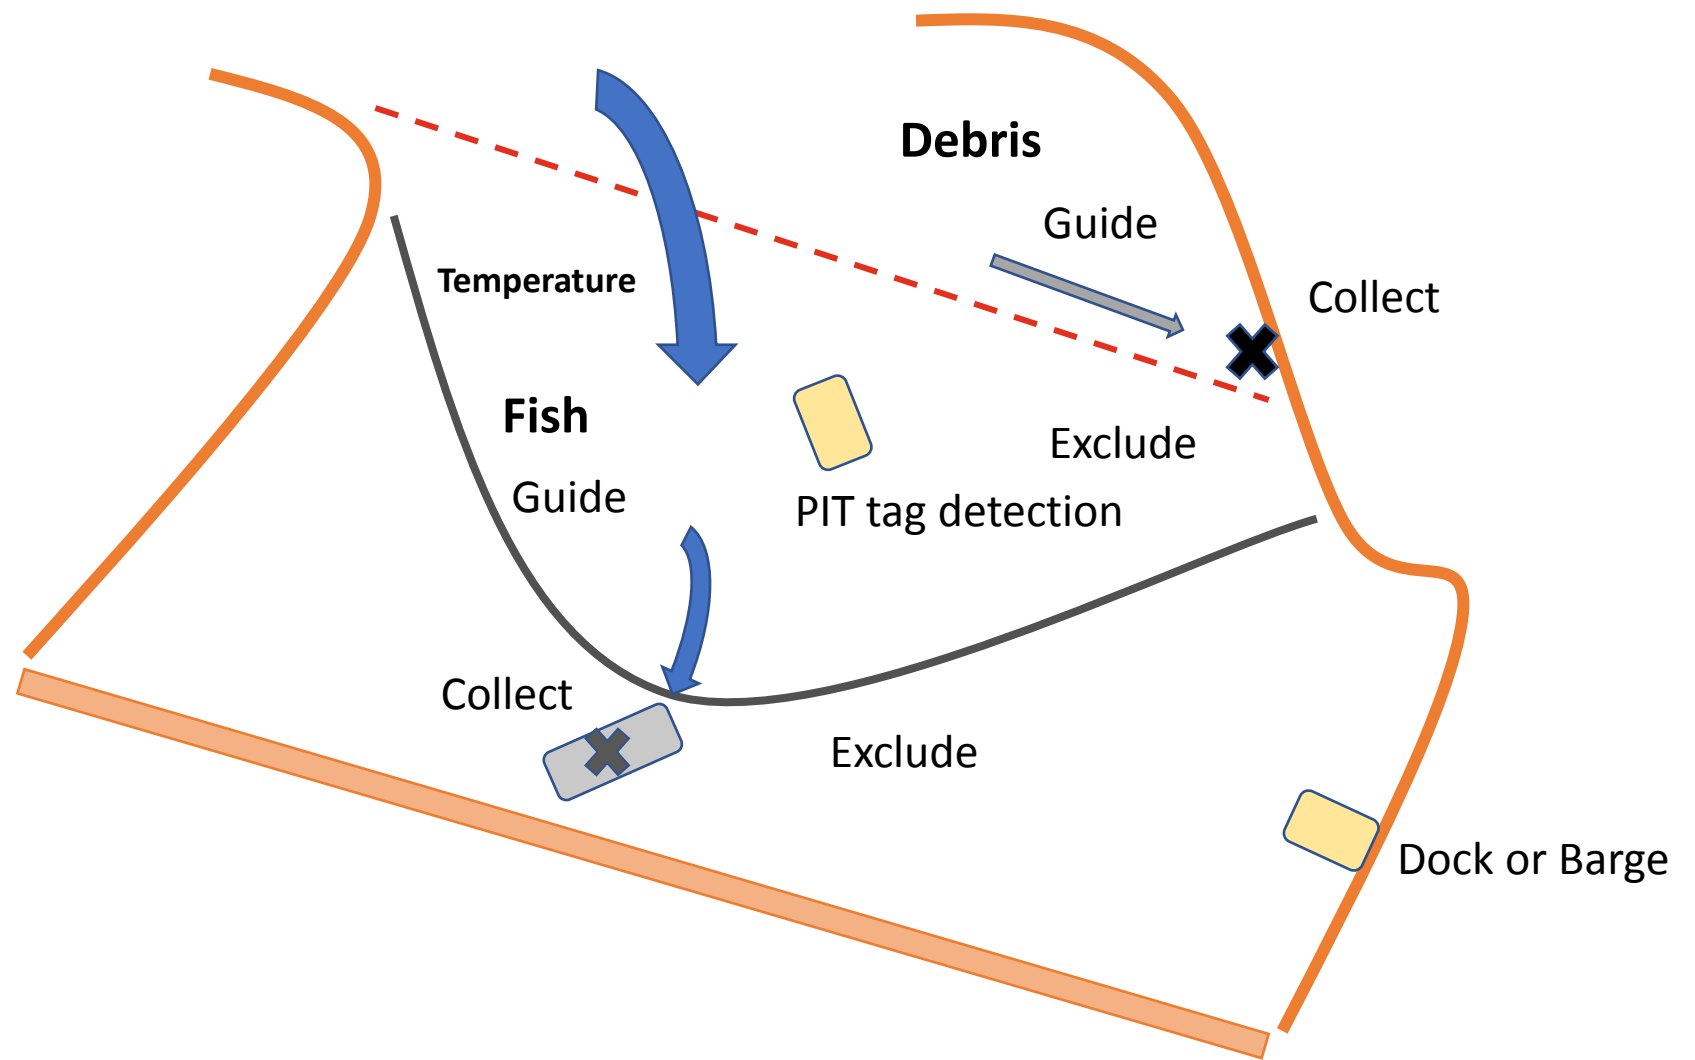 Debris
Guide
Temperature
Collect
Fish
Exclude
Guide
PIT tag detection
Collect
Exclude
Dock or Barge